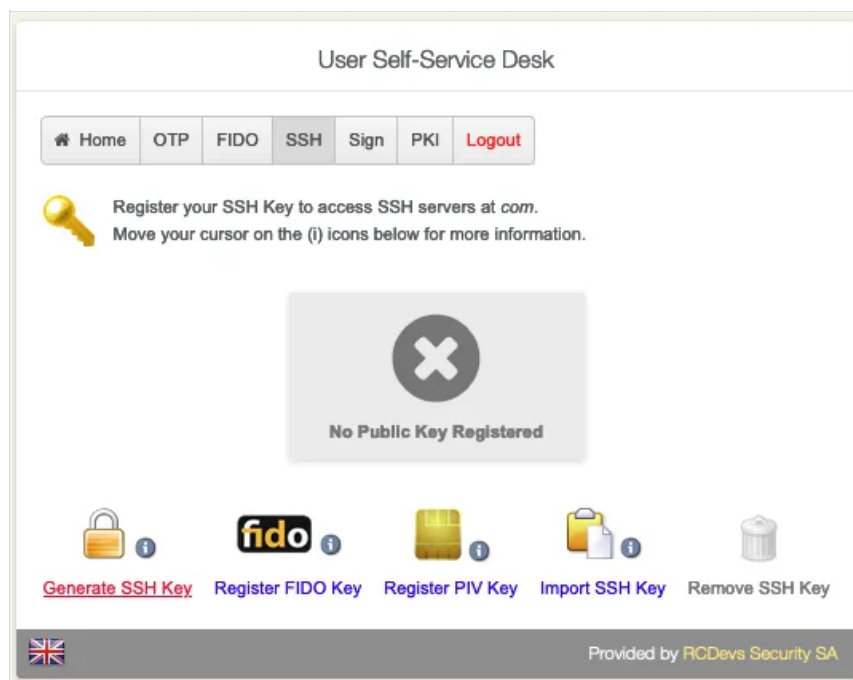 User Self-Service Desk
Home OTP FIDO SSH Sign PKI Logout
Register your SSH Key to access SSH servers at com.
Move your cursor on the (i) icons below for more information.
No Public Key Registered
fido
Generate SSH Key Register FIDO Key Register PIV Key Import SSH Key Remove SSH Key
Provided by RCDevs Security SA